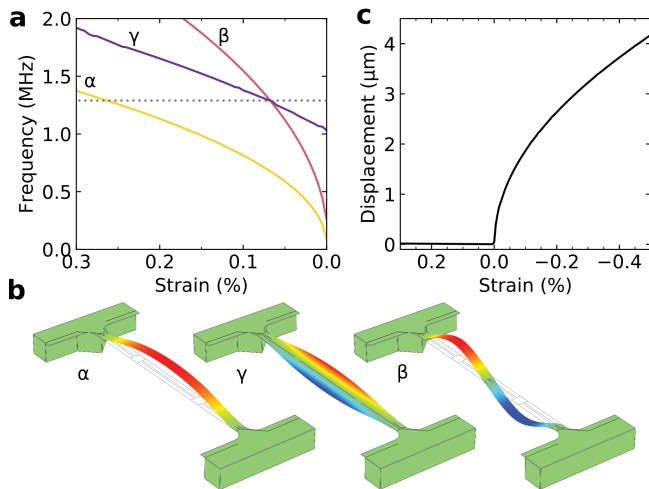 a
c
γ
β
α
Frequency (MHz)
2.0
1.5
1.0
0.5
0.0
0.3
0.2
0.1
0.0
Strain (%)
Displacement (μm)
4
3
2
1
0
0.2
0.0
−0.2
−0.4
Strain (%)
b
α
γ
β